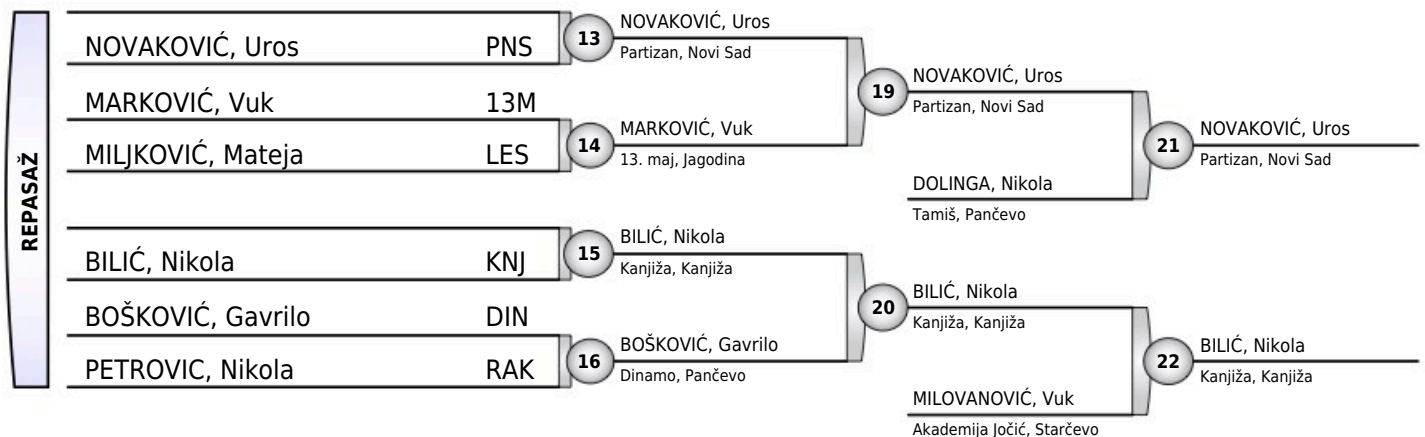 REPASAŽ
NOVAKOVIĆ, Uros PNS
MARKOVIĆ, Vuk 13M
MILJKOVIĆ, Mateja LES
BILIĆ, Nikola KNJ
BOŠKOVIĆ, Gavrilo DIN
PETROVIC, Nikola RAK
13
NOVAKOVIĆ, Uros
Partizan, Novi Sad
14
MARKOVIĆ, Vuk
13. maj, Jagodina
15
BILIĆ, Nikola
Kanjiža, Kanjiža
16
BOŠKOVIĆ, Gavrilo
Dinamo, Pančevo
19
NOVAKOVIĆ, Uros
Partizan, Novi Sad
DOLINGA, Nikola
Tamiš, Pančevo
20
BILIĆ, Nikola
Kanjiža, Kanjiža
MILOVANOVIĆ, Vuk
Akademija Jočić, Starčevo
21
NOVAKOVIĆ, Uros
Partizan, Novi Sad
22
BILIĆ, Nikola
Kanjiža, Kanjiža